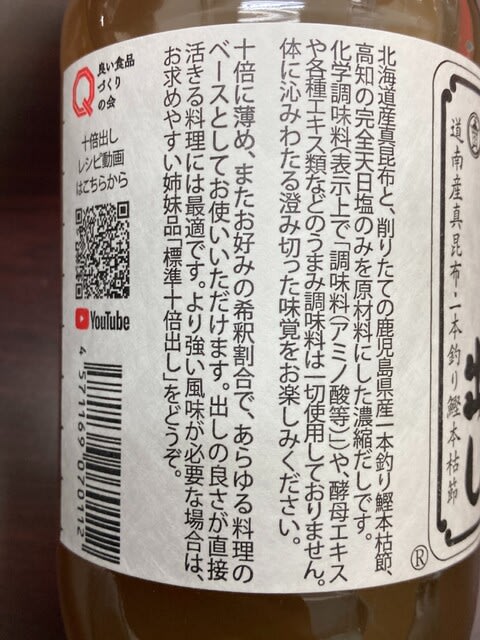 道南産真昆布・一本釣り鰹本枯節
出し
®
北海道産真昆布と、削りたての鹿児島県産一本釣り鰹本枯節、
高知の完全天日塩のみを原材料にした濃縮だしです。
化学調味料(表示上で「調味料(アミノ酸等)」)や、酵母エキス
や各種エキス類などのうまみ調味料は一切使用しておりません。
体に沁みわたる澄み切った味覚をお楽しみください。
十倍に薄め、またお好みの希釈割合で、あらゆる料理の
ベースとしてお使いいただけます。出しの良さが直接
活きる料理には最適です。より強い風味が必要な場合は、
お求めやすい姉妹品「標準十倍出し」をどうぞ。
Q
良い食品
づくり
の会
十倍出し
レシピ動画
はこちらから
YouTube
4571169070112